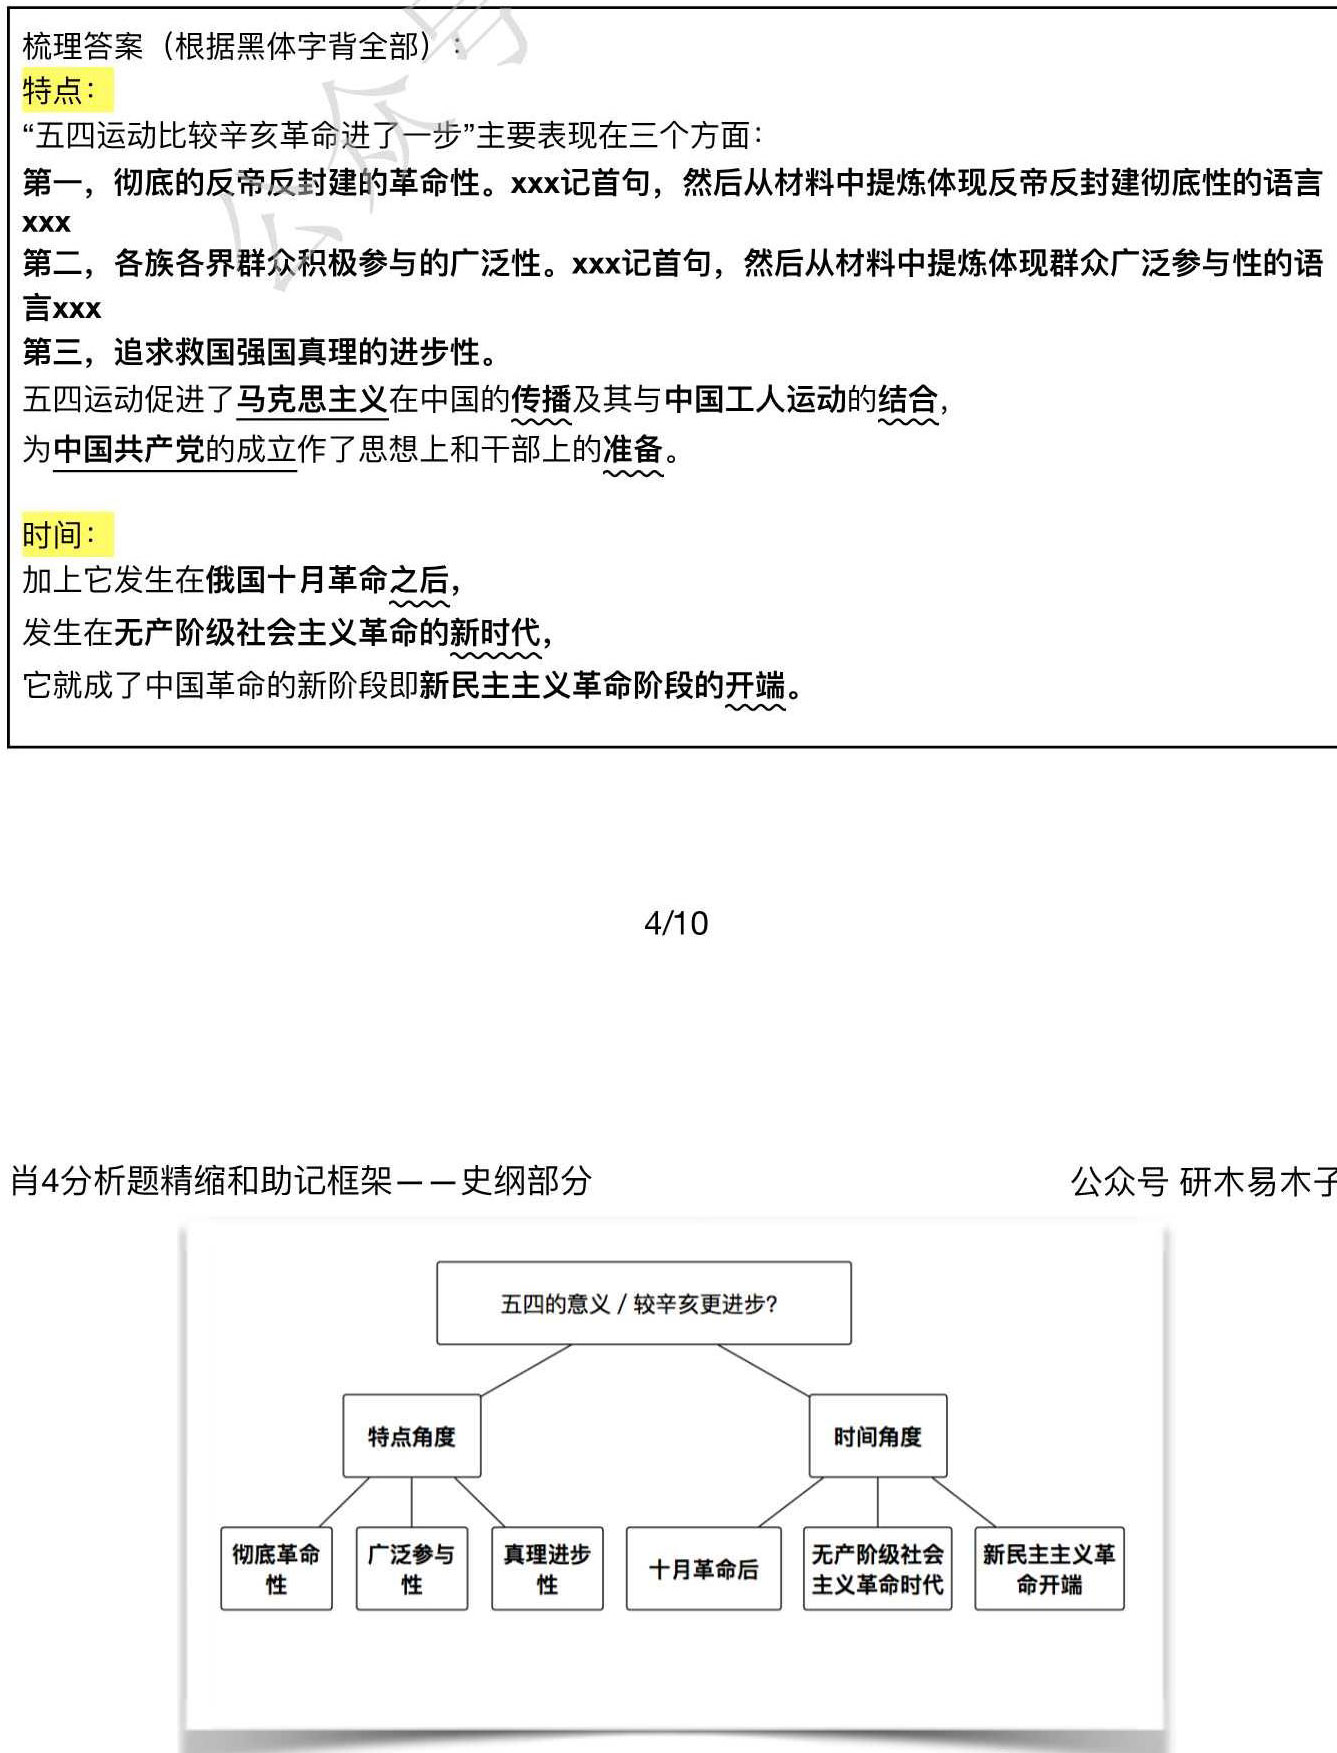 梳理答案（根据黑体字背全部）：
特点：
“五四运动比较辛亥革命进了一步”主要表现在三个方面：
第一，彻底的反帝反封建的革命性。xxx记首句，然后从材料中提炼体现反帝反封建彻底性的语言
xxx
第二，各族各界群众积极参与的广泛性。xxx记首句，然后从材料中提炼体现群众广泛参与性的语
言xxx
第三，追求救国强国真理的进步性。
五四运动促进了马克思主义在中国的传播及其与中国工人运动的结合，
为中国共产党的成立作了思想上和干部上的准备。
时间：
加上它发生在俄国十月革命之后，
发生在无产阶级社会主义革命的新时代，
它就成了中国革命的新阶段即新民主主义革命阶段的开端。
公众号
4/10
肖4分析题精缩和助记框架——史纲部分
公众号 研木易木子
五四的意义 / 较辛亥更进步?
特点角度
时间角度
彻底革命
性
广泛参与
性
真理进步
性
十月革命后
无产阶级社会
主义革命时代
新民主主义革
命开端